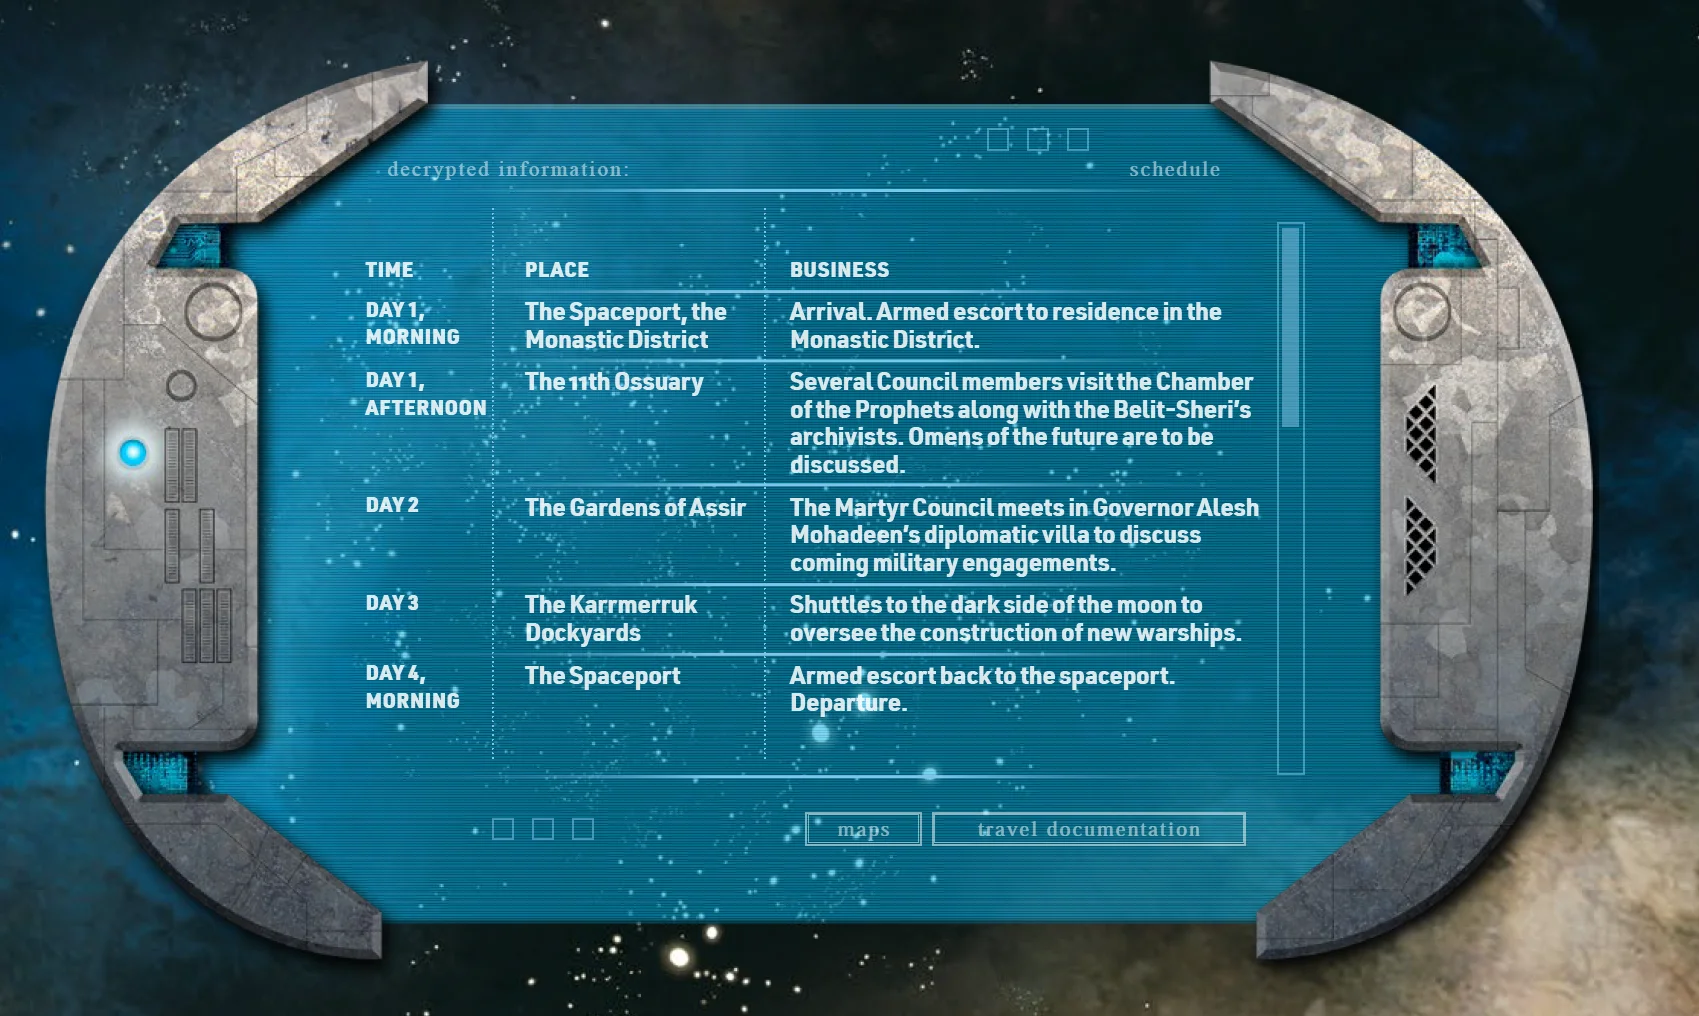 decrypted information:
schedule
TIME
PLACE
BUSINESS
DAY 1,
MORNING
The Spaceport, the
Monastic District
Arrival. Armed escort to residence in the
Monastic District.
DAY 1,
AFTERNOON
The 11th Ossuary
Several Council members visit the Chamber
of the Prophets along with the Belit-Sheri's
archivists. Omens of the future are to be
discussed.
DAY 2
The Gardens of Assir
The Martyr Council meets in Governor Alesh
Mohadeen's diplomatic villa to discuss
coming military engagements.
DAY 3
The Karrmerruk
Dockyards
Shuttles to the dark side of the moon to
oversee the construction of new warships.
DAY 4,
MORNING
The Spaceport
Armed escort back to the spaceport.
Departure.
maps
travel documentation